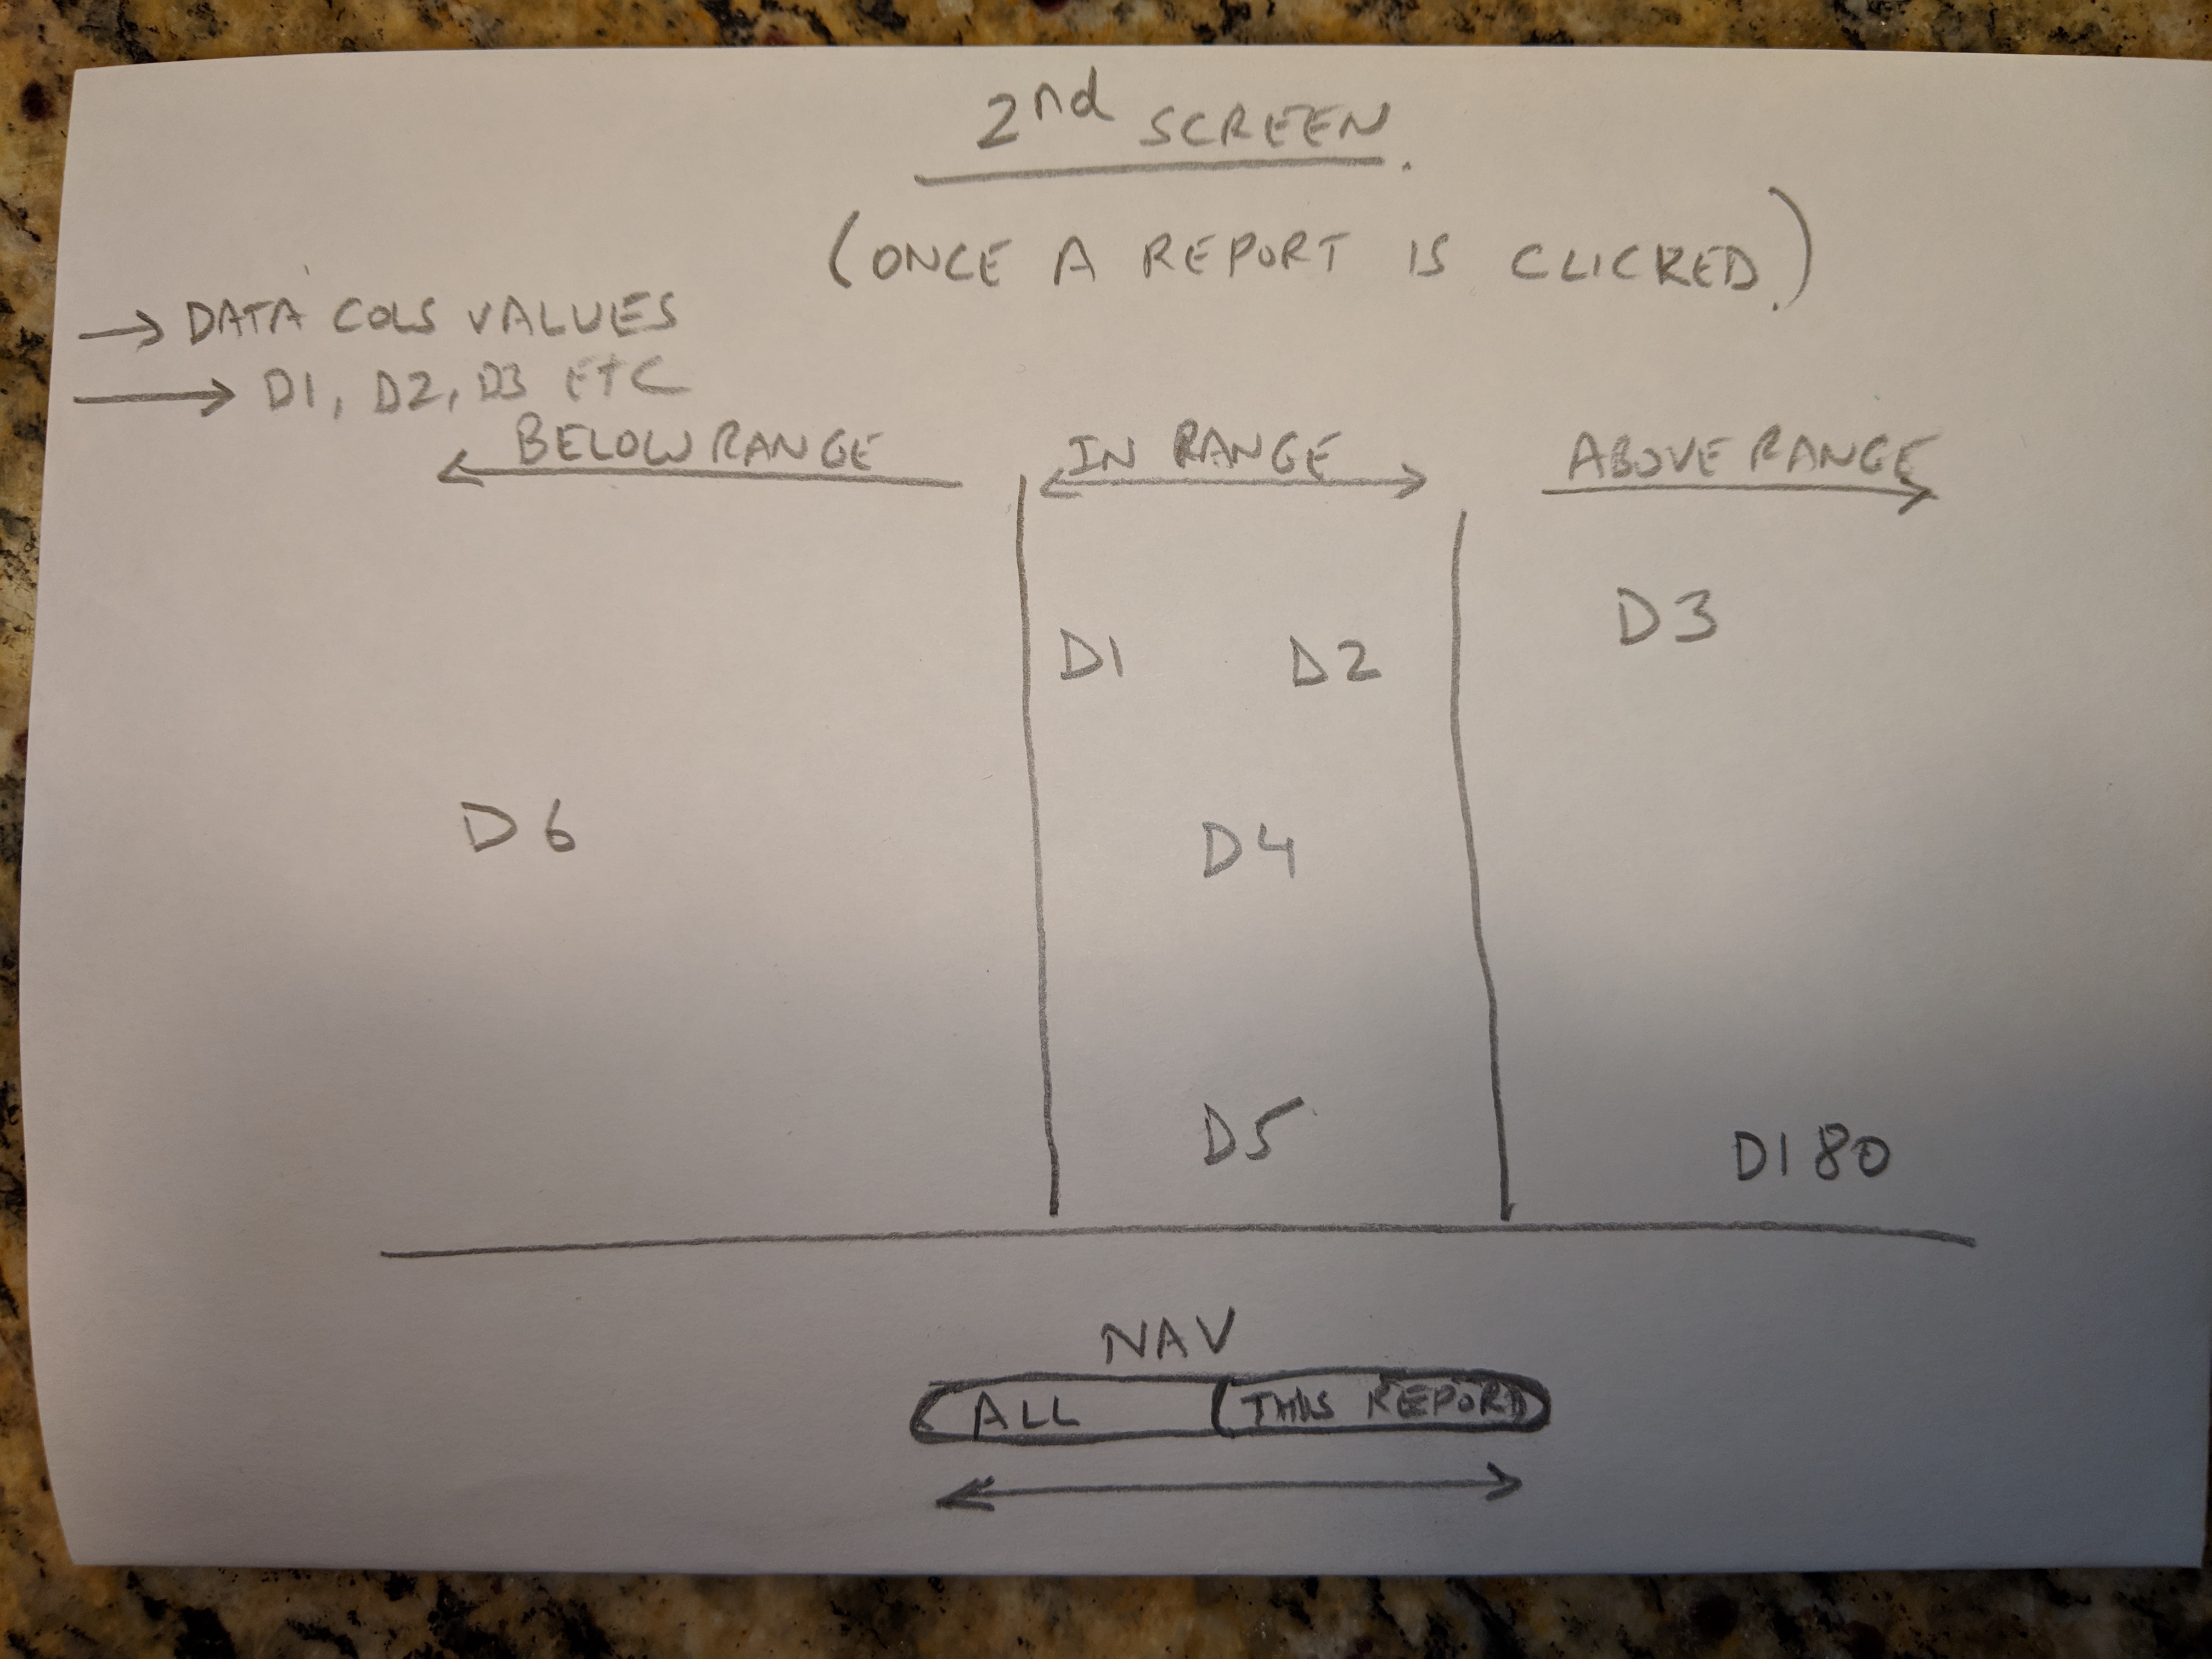 2nd SCREEN.
(ONCE A REPORT IS CLICKED.)
→ DATA COLS VALUES
→ D1, D2, D3 ETC
BELOW RANGE
IN RANGE
ABOVE RANGE
D3
D1 D2
D6
D4
D5
D180
NAV
ALL THIS REPORT